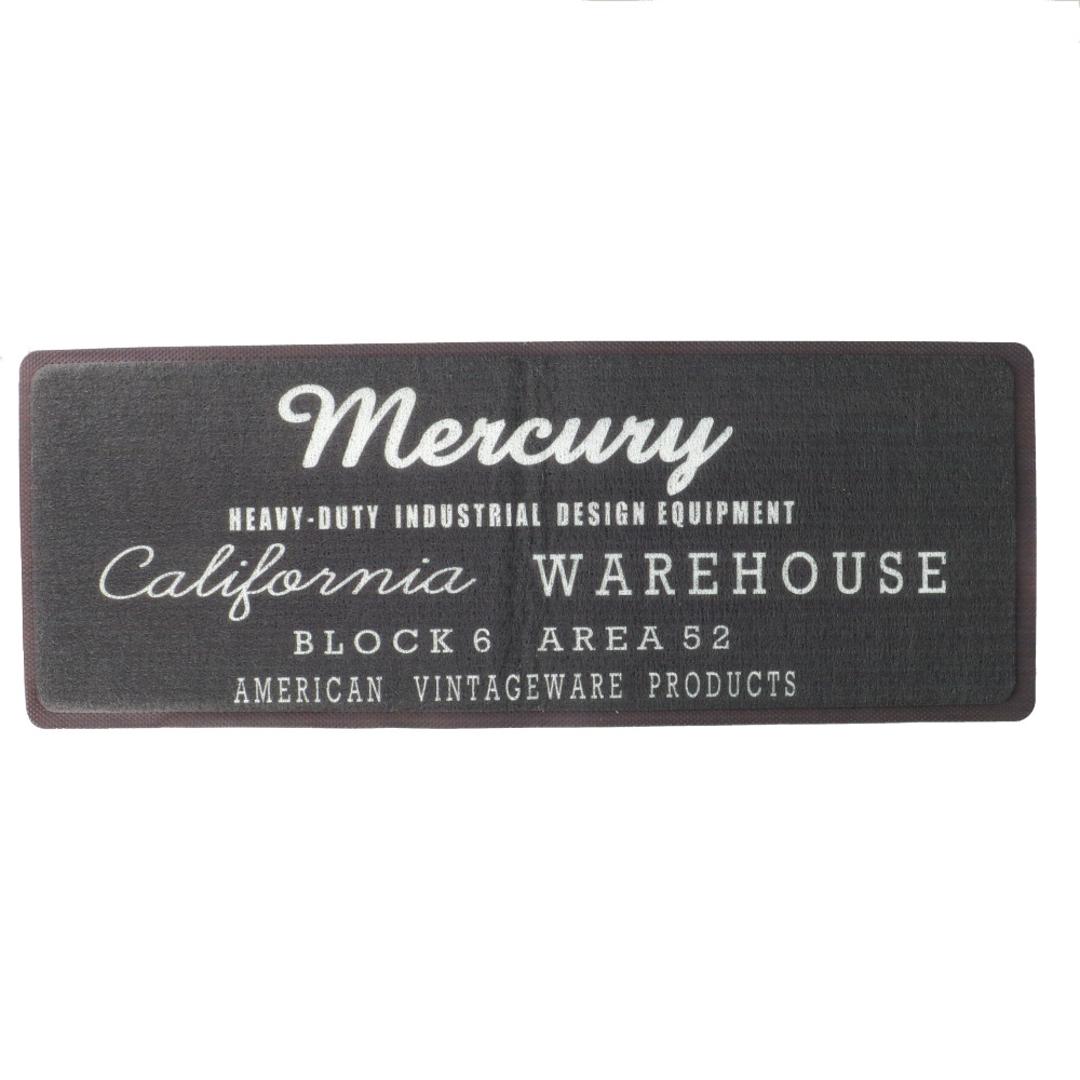 Mercury
HEAVY-DUTY INDUSTRIAL DESIGN EQUIPMENT
California WAREHOUSE
BLOCK 6 AREA 52
AMERICAN VINTAGEWARE PRODUCTS